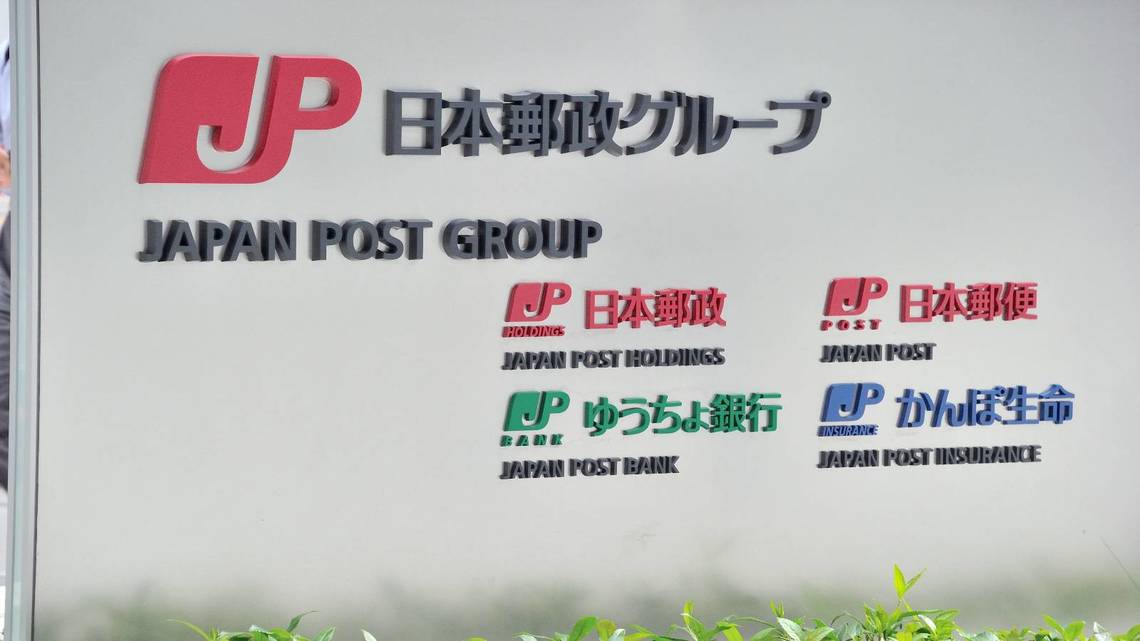 JP 日本郵政グループ
JAPAN POST GROUP
JP HOLDINGS 日本郵政
JAPAN POST HOLDINGS
JP POST 日本郵便
JAPAN POST
JP BANK ゆうちょ銀行
JAPAN POST BANK
JP INSURANCE かんぽ生命
JAPAN POST INSURANCE